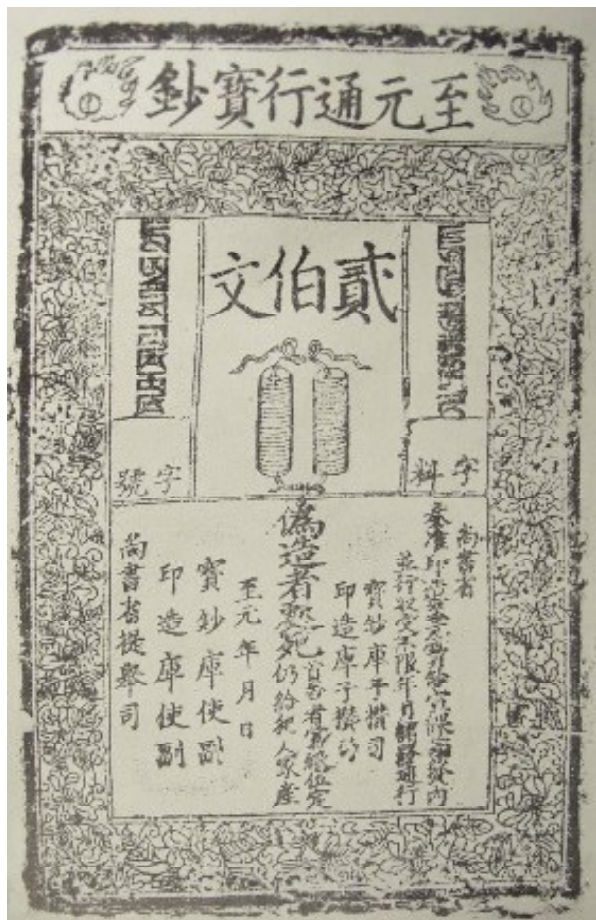 至元通行寶鈔
貳伯文
字料
字號
尚書省
奏准印造至元寶鈔宣課差發內
並行收受不限年月諸路通行
寶鈔庫子攢司
印造庫子攢司
偽造者處死
首告者賞銀伍定
仍給犯人家產
至元年月日
寶鈔庫使副
印造庫使副
尚書省提舉司